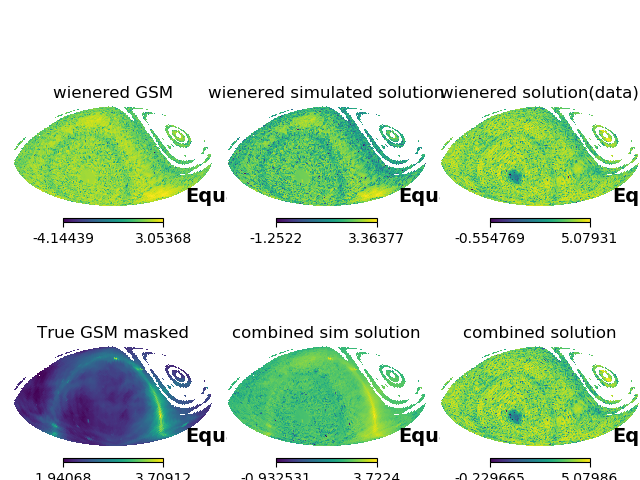 wienered GSM
wienered simulated solution
wienered solution(data)
Equ
Equ
Eq
-4.14439 3.05368
-1.2522 3.36377
-0.554769 5.07931
True GSM masked
combined sim solution
combined solution
Equ
Equ
Eq
1.94068 3.70912
-0.932531 3.7224
-0.229665 5.07986